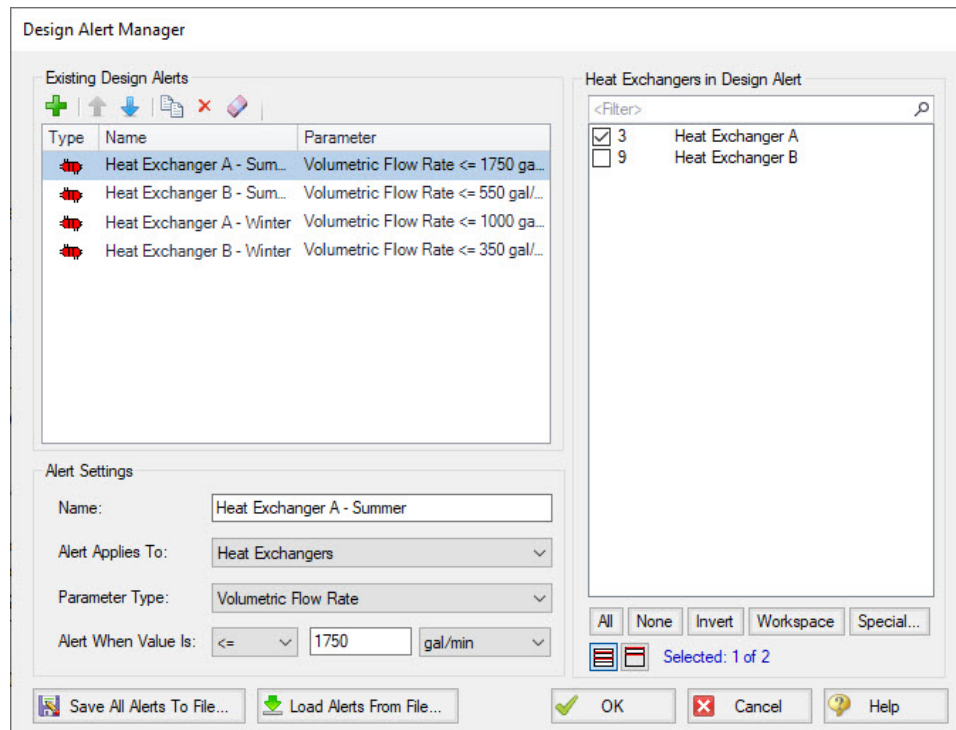 Design Alert Manager
Existing Design Alerts
Type Name Parameter
Heat Exchanger A - Sum... Volumetric Flow Rate <= 1750 ga...
Heat Exchanger B - Sum... Volumetric Flow Rate <= 550 gal/...
Heat Exchanger A - Winter Volumetric Flow Rate <= 1000 ga...
Heat Exchanger B - Winter Volumetric Flow Rate <= 350 gal/...
Alert Settings
Name: Heat Exchanger A - Summer
Alert Applies To: Heat Exchangers
Parameter Type: Volumetric Flow Rate
Alert When Value Is: <= 1750 gal/min
Heat Exchangers in Design Alert
<Filter>
3 Heat Exchanger A
9 Heat Exchanger B
All None Invert Workspace Special...
Selected: 1 of 2
Save All Alerts To File... Load Alerts From File... OK Cancel Help